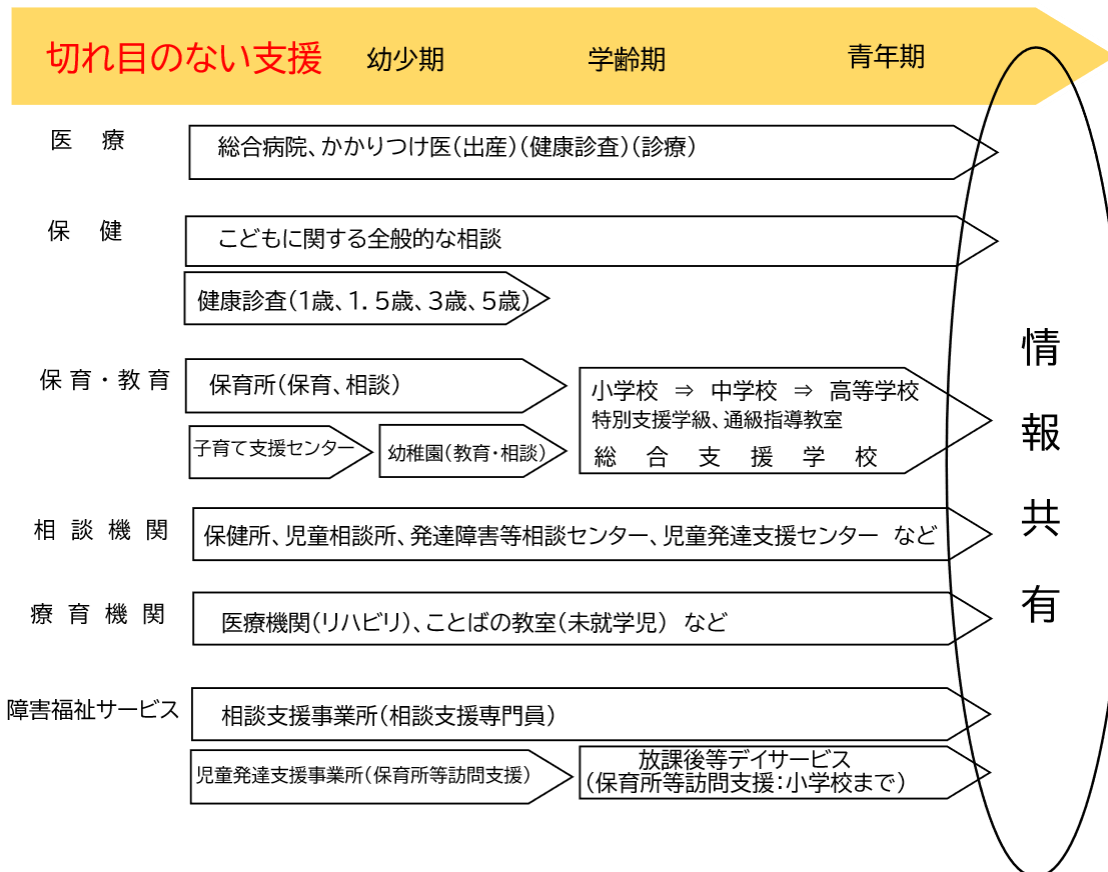 切れ目のない支援 幼少期 学齢期 青年期
医療
総合病院、かかりつけ医(出産)(健康診査)(診療)
保健
こどもに関する全般的な相談
健康診査(1歳、1.5歳、3歳、5歳)
保育・教育
保育所(保育、相談)
子育て支援センター
幼稚園(教育・相談)
小学校 ⇒ 中学校 ⇒ 高等学校
特別支援学級、通級指導教室
総合支援学校
相談機関
保健所、児童相談所、発達障害等相談センター、児童発達支援センター など
療育機関
医療機関(リハビリ)、ことばの教室(未就学児) など
障害福祉サービス
相談支援事業所(相談支援専門員)
児童発達支援事業所(保育所等訪問支援)
放課後等デイサービス
(保育所等訪問支援:小学校まで)
情報共有